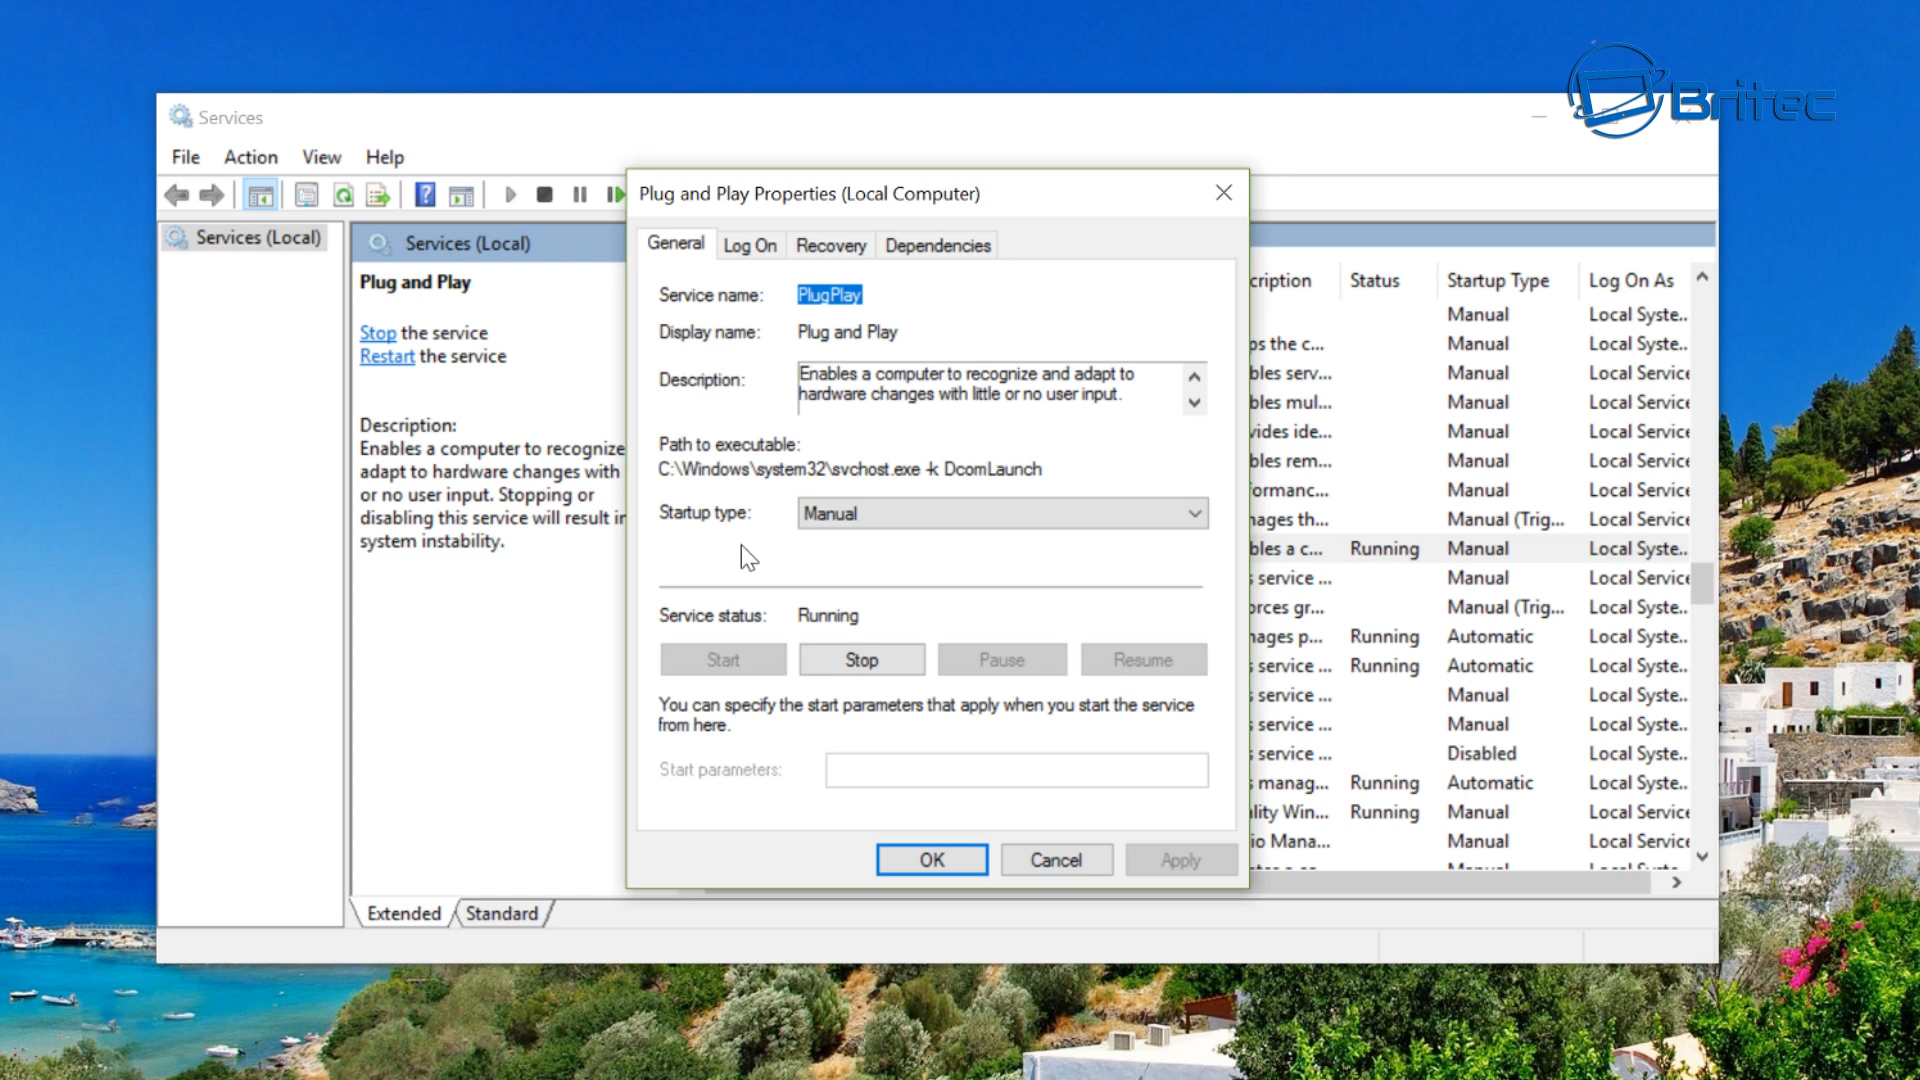 Britec
Services
File Action View Help
Services (Local)
Services (Local)
Plug and Play
Stop the service
Restart the service
Description:
Enables a computer to recognize
adapt to hardware changes with
or no user input. Stopping or
disabling this service will result in
system instability.
Extended Standard
Plug and Play Properties (Local Computer)
General Log On Recovery Dependencies
Service name: PlugPlay
Display name: Plug and Play
Description: Enables a computer to recognize and adapt to
hardware changes with little or no user input.
Path to executable:
C:\Windows\system32\svchost.exe -k DcomLaunch
Startup type: Manual
Service status: Running
Start Stop Pause Resume
You can specify the start parameters that apply when you start the service
from here.
Start parameters:
OK Cancel Apply
cription Status Startup Type Log On As
Manual Local Syste..
ps the c... Manual Local Syste..
bles serv... Manual Local Service
bles mul... Manual Local Service
vides ide... Manual Local Service
bles rem... Manual Local Service
formanc... Manual Local Service
nages th... Manual (Trig... Local Service
bles a c... Running Manual Local Syste..
s service ... Manual Local Service
orces gr... Manual (Trig... Local Syste..
nages p... Running Automatic Local Syste..
s service ... Running Automatic Local Syste..
s service ... Manual Local Syste..
s service ... Manual Local Syste..
s service ... Disabled Local Syste..
s manag... Running Automatic Local Syste..
ality Win... Running Manual Local Service
io Mana... Manual Local Service